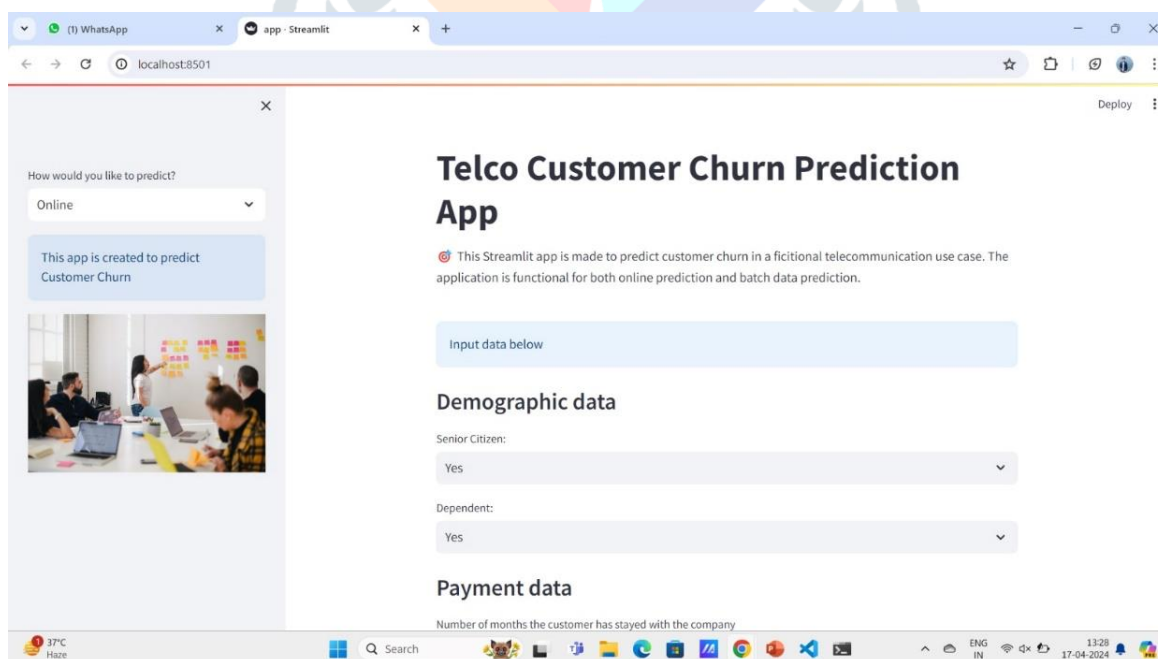 (1) WhatsApp
app · Streamlit
localhost:8501
Deploy
How would you like to predict?
Online
This app is created to predict
Customer Churn
Telco Customer Churn Prediction
App
This Streamlit app is made to predict customer churn in a ficitional telecommunication use case. The
application is functional for both online prediction and batch data prediction.
Input data below
Demographic data
Senior Citizen:
Yes
Dependent:
Yes
Payment data
Number of months the customer has stayed with the company
1
37°C
Haze
Search
ENG
IN
13:28
17-04-2024